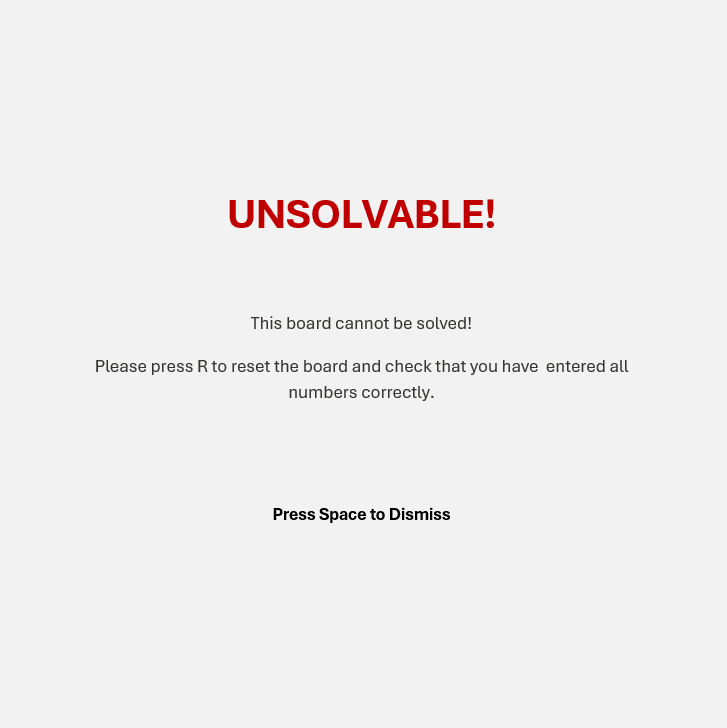 UNSOLVABLE!
This board cannot be solved!
Please press R to reset the board and check that you have  entered all
numbers correctly.
Press Space to Dismiss